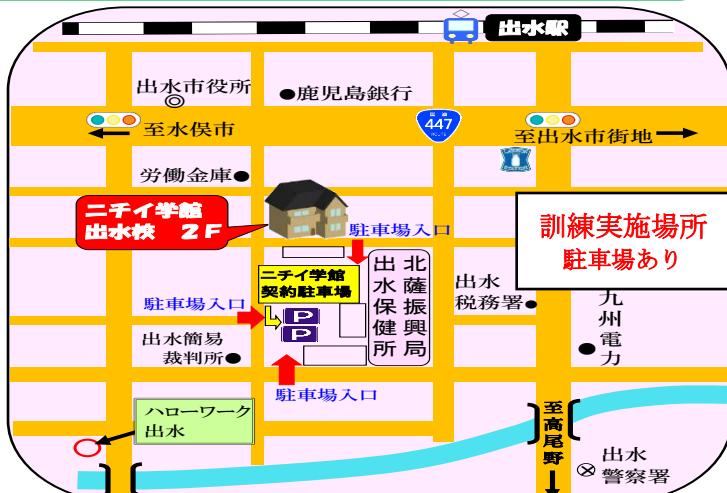 出水駅
出水市役所
鹿児島銀行
国道
447
ROUTE
至水俣市
至出水市街地
労働金庫
ニチイ学館
出水校 2F
駐車場入口
訓練実施場所
駐車場あり
ニチイ学館
契約駐車場
北薩振興局
出水保健所
出水
税務署
九州電力
駐車場入口
P
P
出水簡易
裁判所
駐車場入口
ハローワーク
出水
至高尾野
出水
警察署